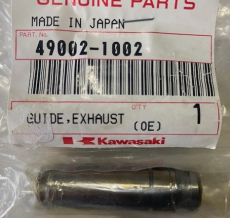 GENUINE PARTS
MADE IN JAPAN
PART NO.
49002-1002
QTY
GUIDE,EXHAUST 1
(OE)
Kawasaki